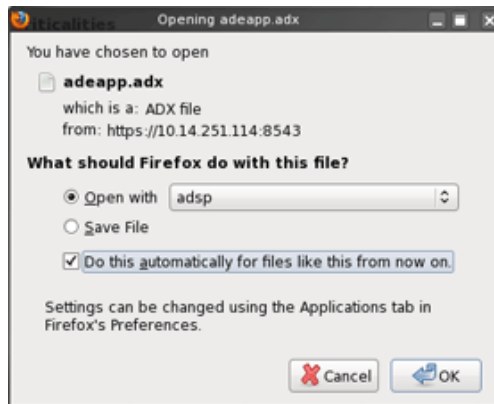 iticalities
Opening adeapp.adx
You have chosen to open
adeapp.adx
which is a: ADX file
from: https://10.14.251.114:8543
What should Firefox do with this file?
Open with adsp
Save File
Do this automatically for files like this from now on.
Settings can be changed using the Applications tab in
Firefox's Preferences.
Cancel OK